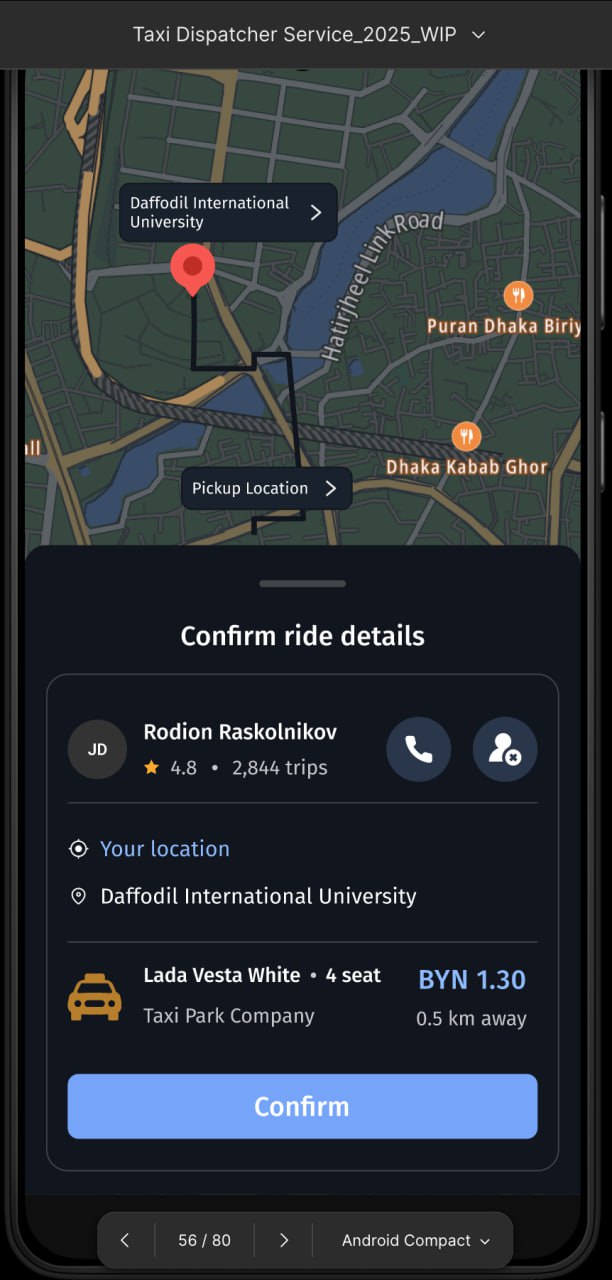 Taxi Dispatcher Service_2025_WIP
Daffodil International
University
Hatirjheel Link Road
Puran Dhaka Biriy
ll
Dhaka Kabab Ghor
Pickup Location
Confirm ride details
JD
Rodion Raskolnikov
4.8 • 2,844 trips
Your location
Daffodil International University
Lada Vesta White • 4 seat
BYN 1.30
Taxi Park Company
0.5 km away
Confirm
56 / 80
Android Compact